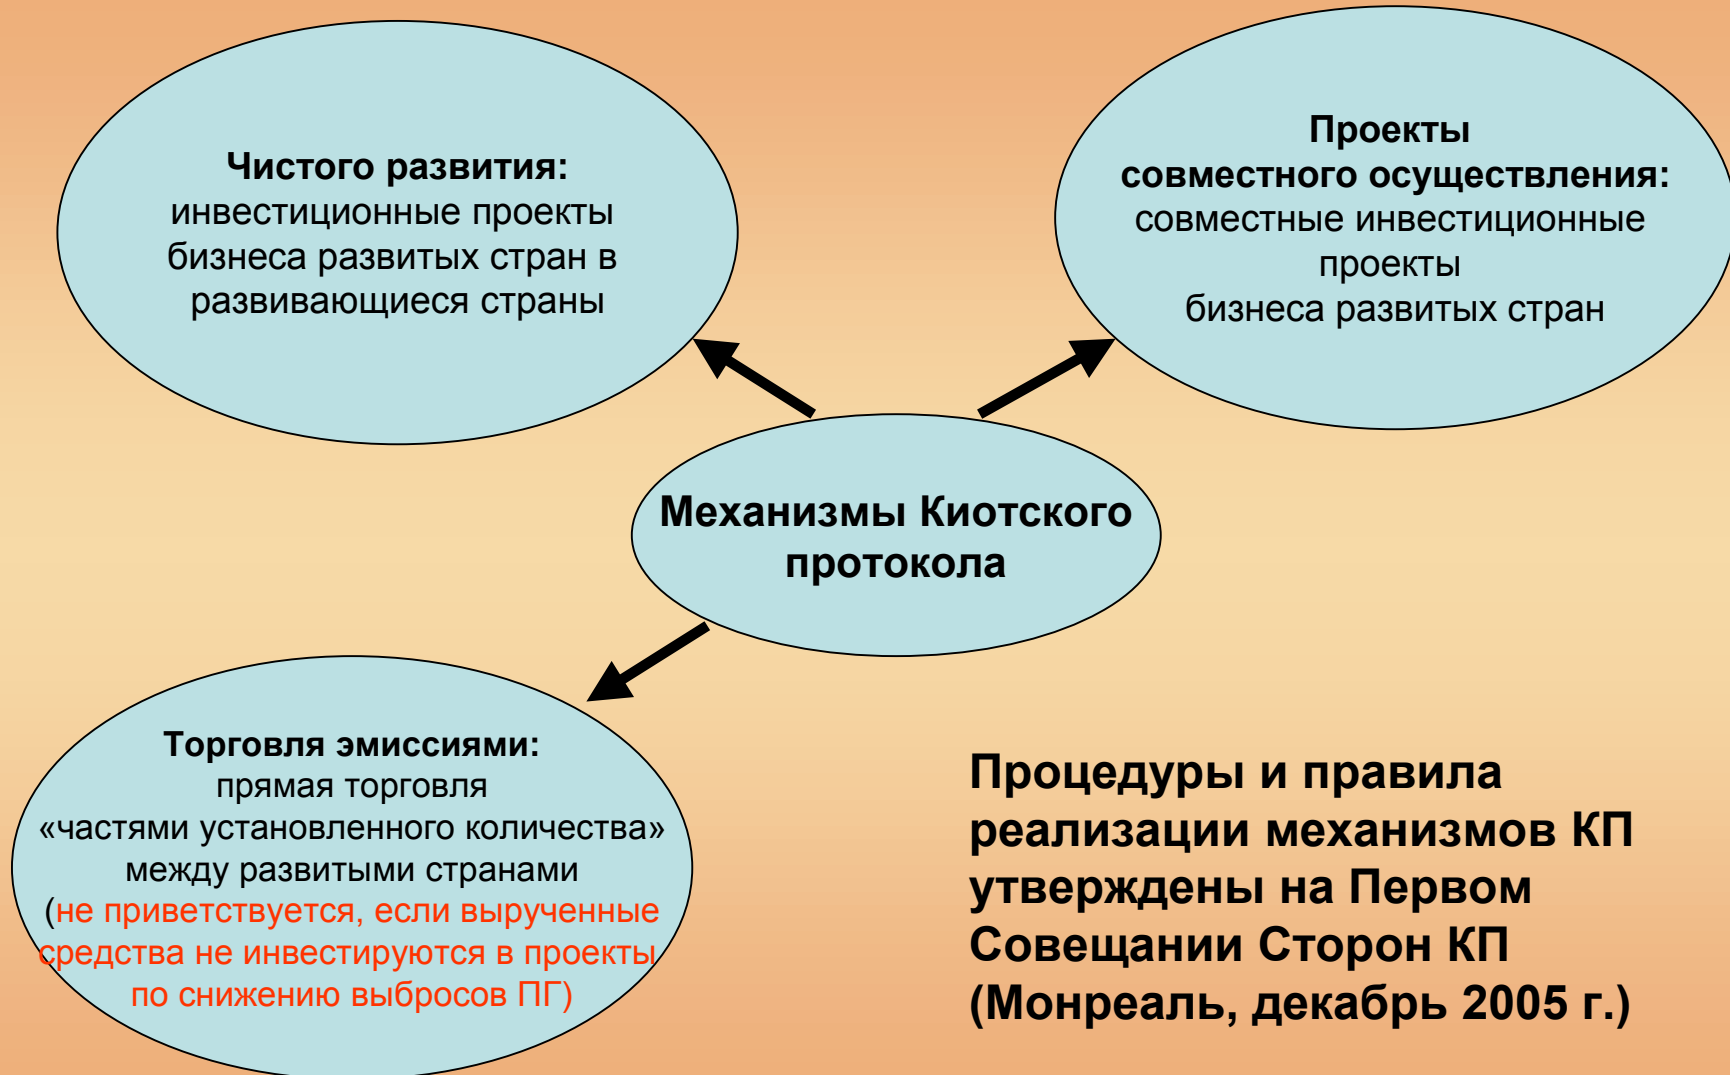 Чистого развития:
инвестиционные проекты
бизнеса развитых стран в
развивающиеся страны
Проекты
совместного осуществления:
совместные инвестиционные
проекты
бизнеса развитых стран
Механизмы Киотского
протокола
Торговля эмиссиями:
прямая торговля
«частями установленного количества»
между развитыми странами
(не приветствуется, если вырученные
средства не инвестируются в проекты
по снижению выбросов ПГ)
Процедуры и правила
реализации механизмов КП
утверждены на Первом
Совещании Сторон КП
(Монреаль, декабрь 2005 г.)